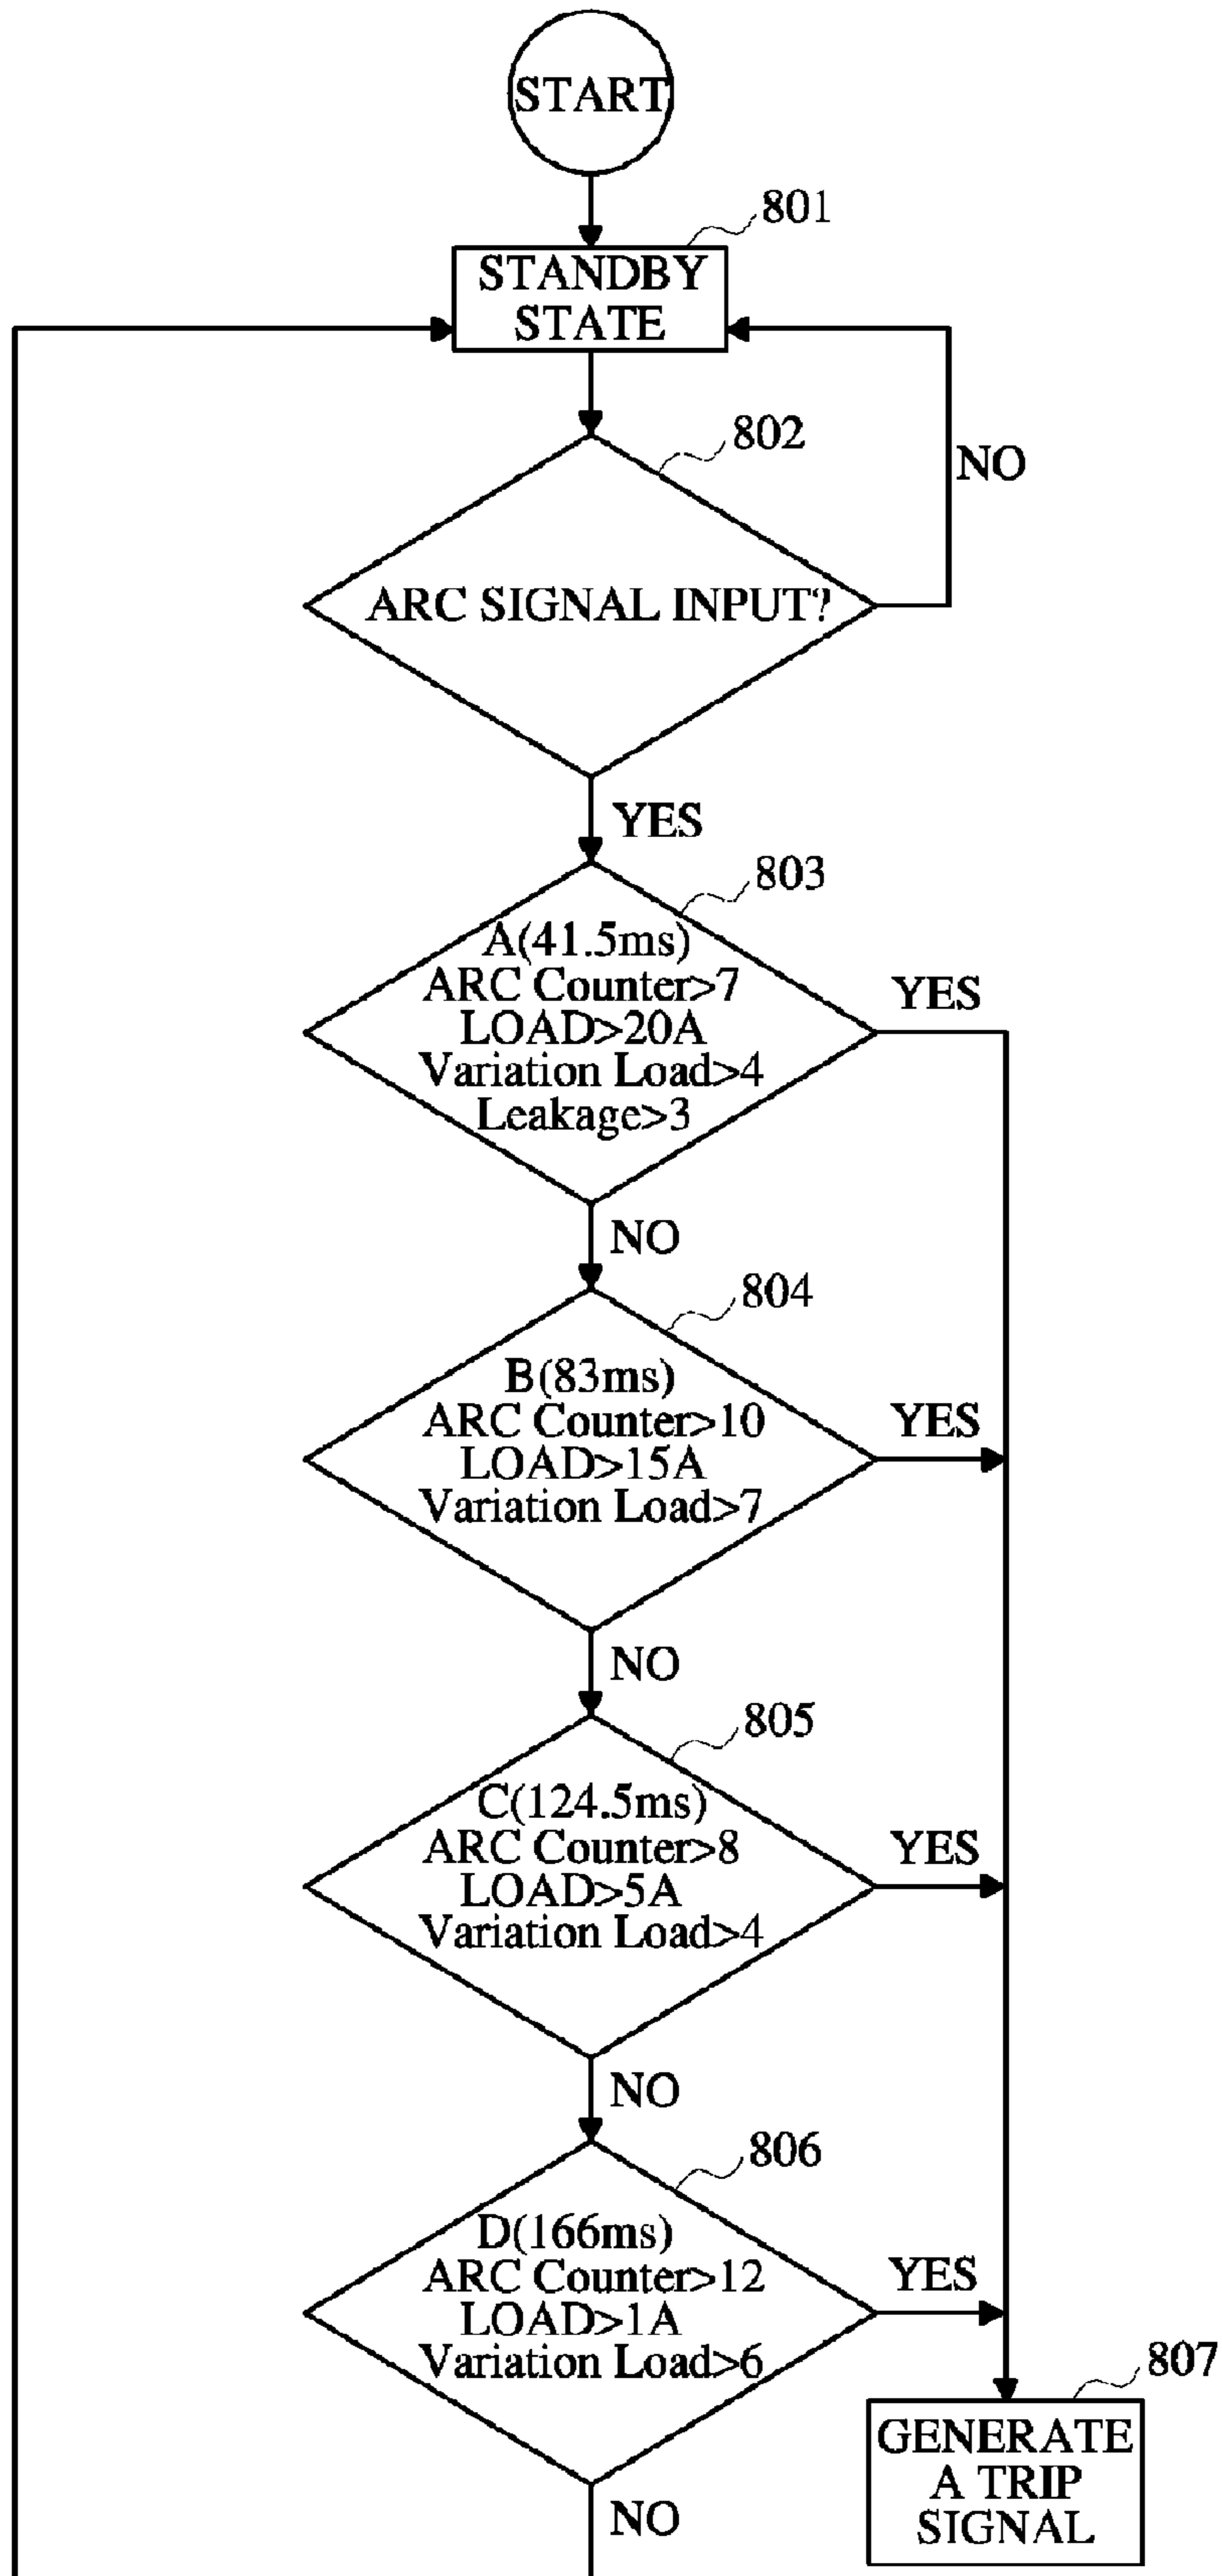 START
801
STANDBY
STATE
802
NO
ARC SIGNAL INPUT?
YES
803
A(41.5ms)
ARC Counter>7
LOAD>20A
Variation Load>4
Leakage>3
YES
NO
804
B(83ms)
ARC Counter>10
LOAD>15A
Variation Load>7
YES
NO
805
C(124.5ms)
ARC Counter>8
LOAD>5A
Variation Load>4
YES
NO
806
D(166ms)
ARC Counter>12
LOAD>1A
Variation Load>6
YES
807
GENERATE
A TRIP
SIGNAL
NO